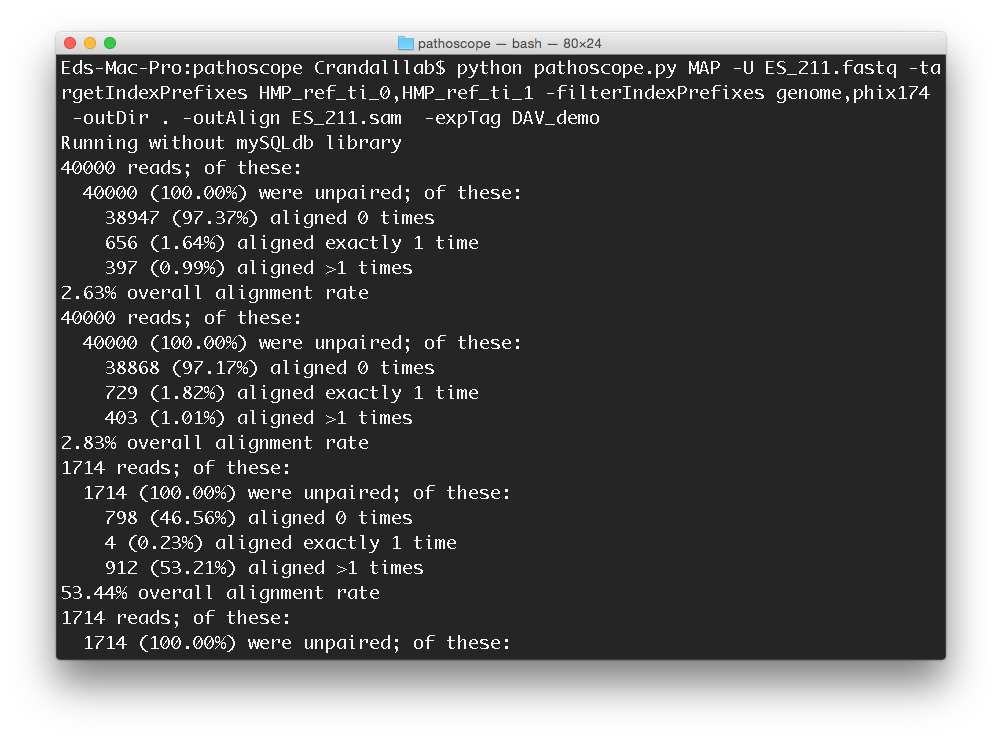 pathoscope — bash — 80×24
Eds-Mac-Pro:pathoscope Crandalllab$ python pathoscope.py MAP -U ES_211.fastq -ta
rgetIndexPrefixes HMP_ref_ti_0,HMP_ref_ti_1 -filterIndexPrefixes genome,phix174
-outDir . -outAlign ES_211.sam  -expTag DAV_demo
Running without mySQLdb library
40000 reads; of these:
  40000 (100.00%) were unpaired; of these:
    38947 (97.37%) aligned 0 times
    656 (1.64%) aligned exactly 1 time
    397 (0.99%) aligned >1 times
2.63% overall alignment rate
40000 reads; of these:
  40000 (100.00%) were unpaired; of these:
    38868 (97.17%) aligned 0 times
    729 (1.82%) aligned exactly 1 time
    403 (1.01%) aligned >1 times
2.83% overall alignment rate
1714 reads; of these:
  1714 (100.00%) were unpaired; of these:
    798 (46.56%) aligned 0 times
    4 (0.23%) aligned exactly 1 time
    912 (53.21%) aligned >1 times
53.44% overall alignment rate
1714 reads; of these:
  1714 (100.00%) were unpaired; of these: